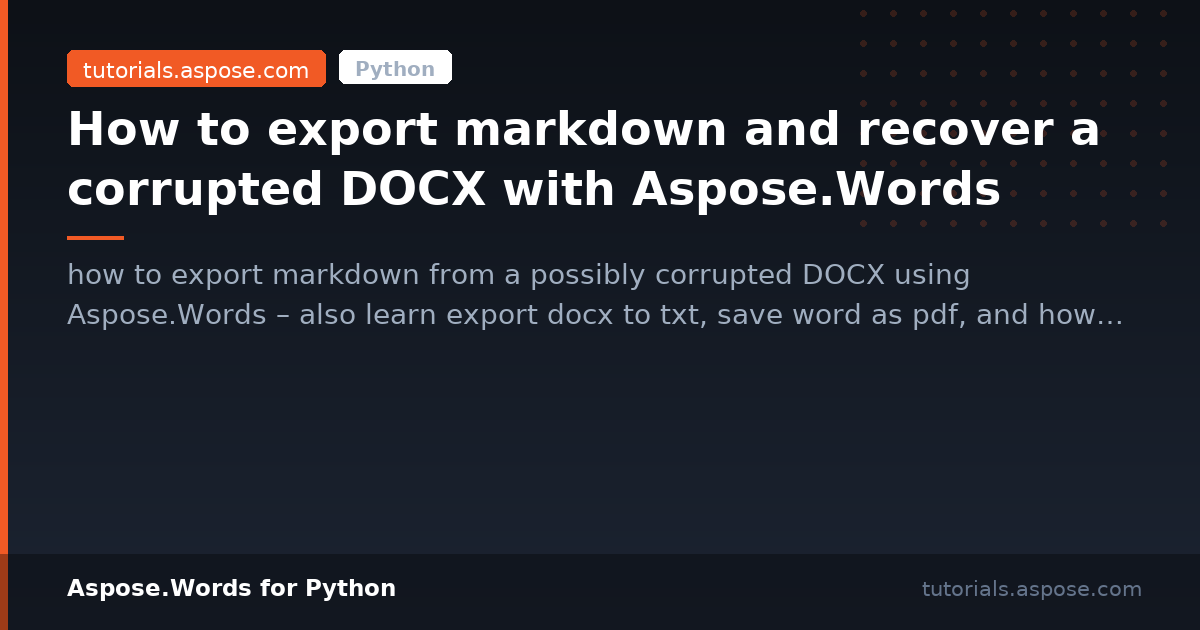 tutorials.aspose.com
Python
How to export markdown and recover a
corrupted DOCX with Aspose.Words
how to export markdown from a possibly corrupted DOCX using
Aspose.Words – also learn export docx to txt, save word as pdf, and how…
Aspose.Words for Python
tutorials.aspose.com